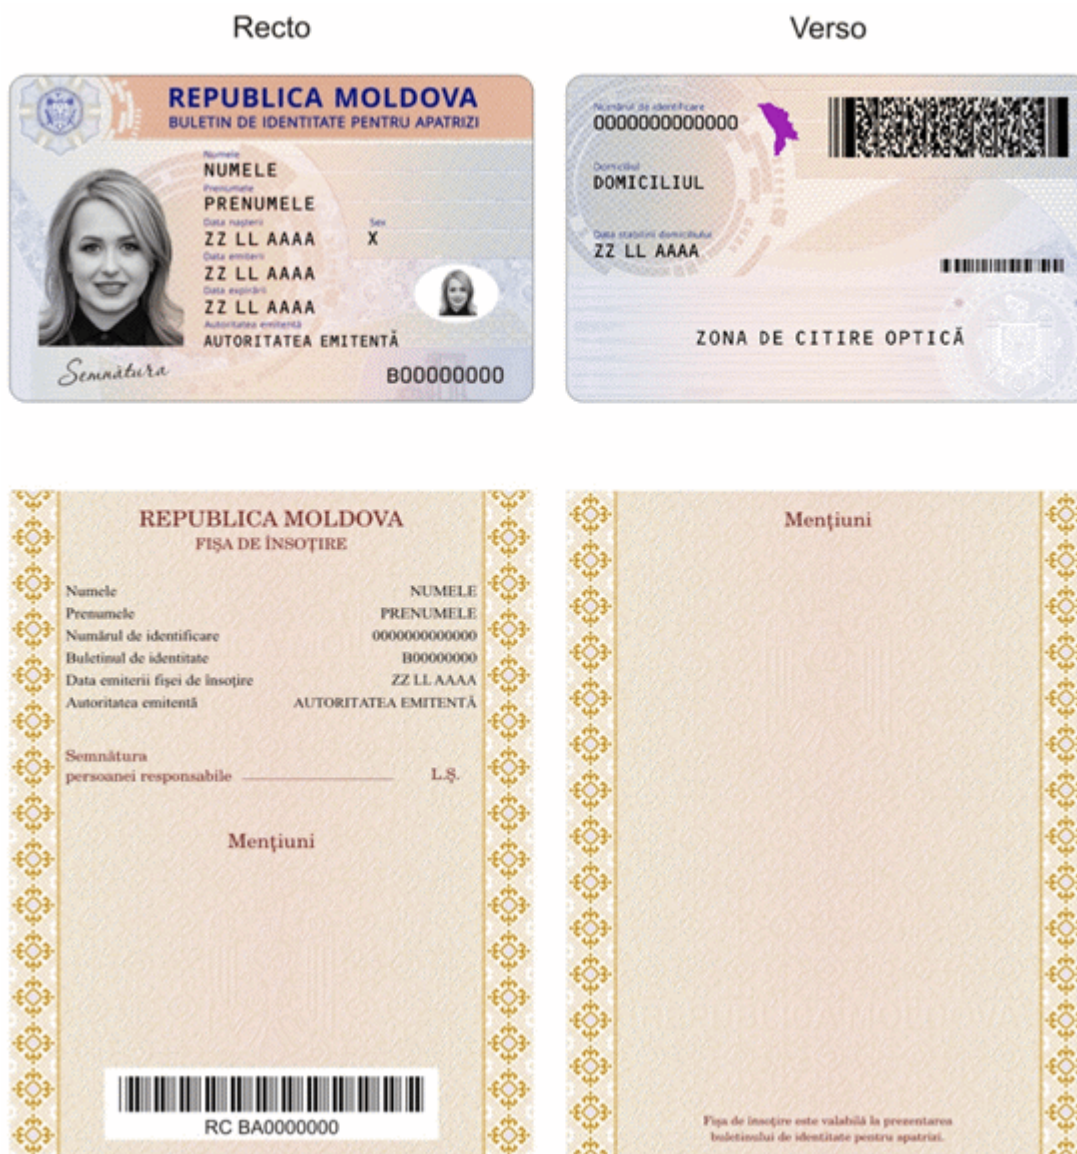 Recto
Verso
REPUBLICA MOLDOVA
BULETIN DE IDENTITATE PENTRU APATRIZI
Numele
NUMELE
Prenumele
PRENUMELE
Data nașterii Sex
ZZ LL AAAA X
Data emiterii
ZZ LL AAAA
Data expirării
ZZ LL AAAA
Autoritatea emitentă
AUTORITATEA EMITENTĂ
Semnătura
B00000000
Numărul de identificare
0000000000000
Domiciliul
DOMICILIUL
Data stabilirii domiciliului
ZZ LL AAAA
ZONA DE CITIRE OPTICĂ
REPUBLICA MOLDOVA
FIȘA DE ÎNSOȚIRE
Numele NUMELE
Prenumele PRENUMELE
Numărul de identificare 0000000000000
Buletinul de identitate B00000000
Data emiterii fișei de însoțire ZZ LL AAAA
Autoritatea emitentă AUTORITATEA EMITENTĂ
Semnătura
persoanei responsabile L.Ș.
Mențiuni
RC BA0000000
Mențiuni
REPUBLICA MOLDOVA
Fișa de însoțire este valabilă la prezentarea
buletinului de identitate pentru apatrizi.